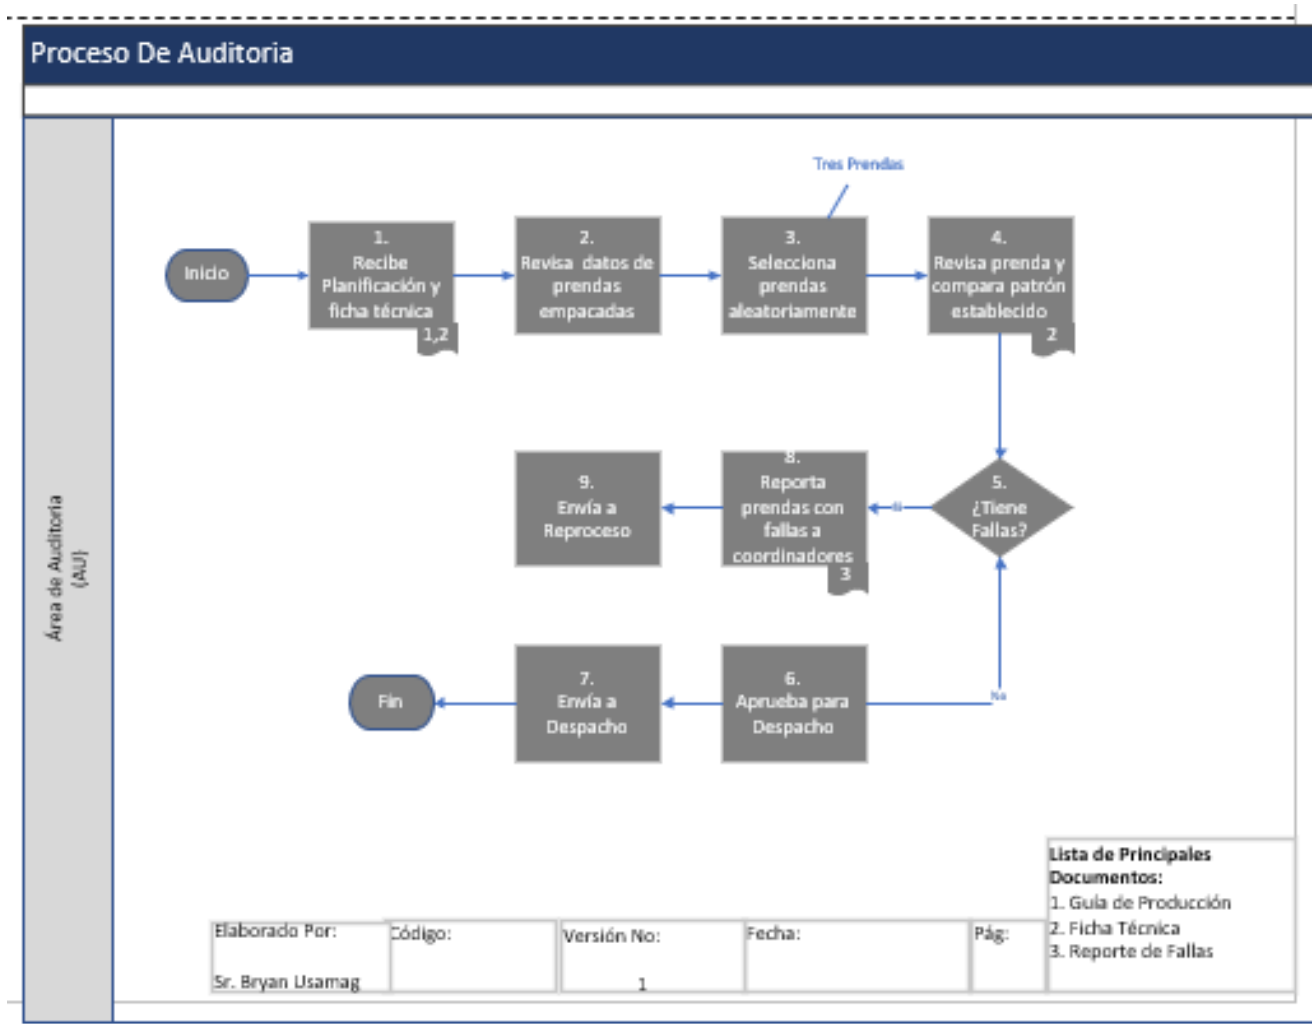 Proceso De Auditoria
Área de Auditoria
(AU)
Tres Prendas
Inicio
1.
Recibe
Planificación y
ficha técnica
1,2
2.
Revisa datos de
prendas
empacadas
3.
Selecciona
prendas
aleatoriamente
4.
Revisa prenda y
compara patrón
establecido
2
5.
¿Tiene
Fallas?
8.
Reporta
prendas con
fallas a
coordinadores
3
9.
Envía a
Reproceso
No
6.
Aprueba para
Despacho
7.
Envía a
Despacho
Fin
Lista de Principales
Documentos:
1. Guía de Producción
2. Ficha Técnica
3. Reporte de Fallas
Elaborado Por:
Sr. Bryan Usamag
Código:
Versión No:
1
Fecha:
Pág: